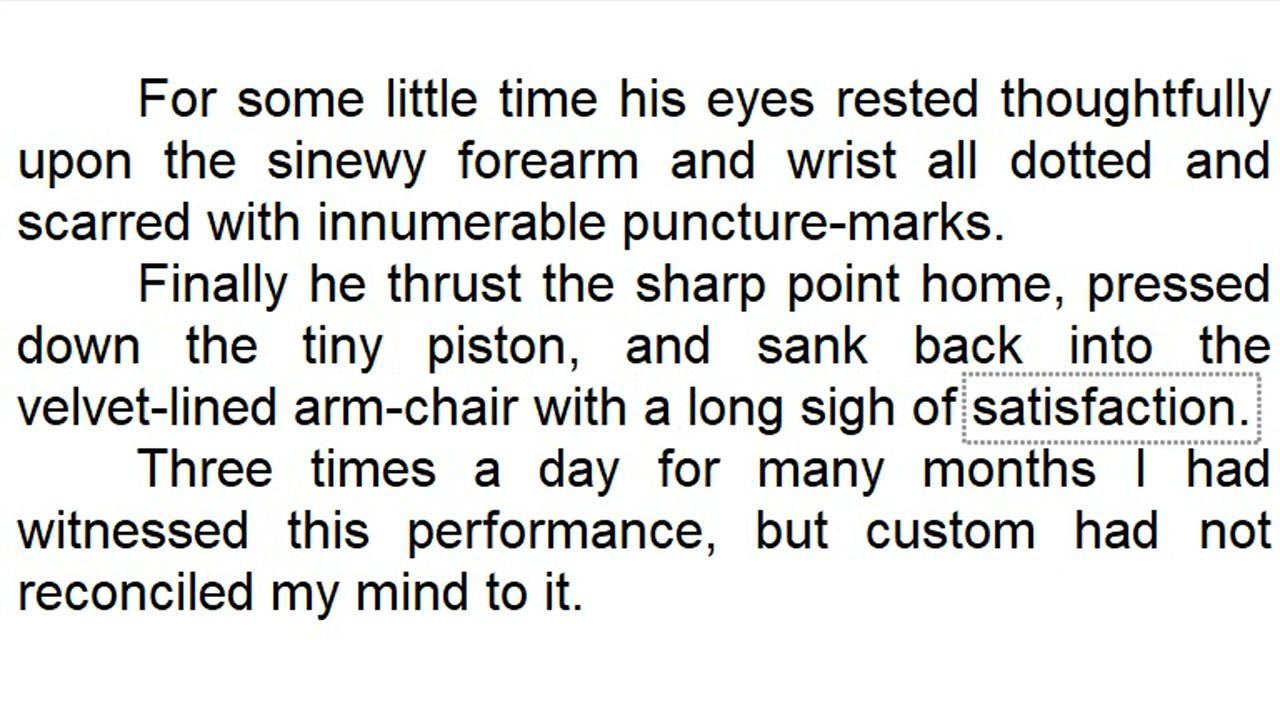 For some little time his eyes rested thoughtfully
upon the sinewy forearm and wrist all dotted and
scarred with innumerable puncture-marks.
Finally he thrust the sharp point home, pressed
down the tiny piston, and sank back into the
velvet-lined arm-chair with a long sigh of satisfaction.
Three times a day for many months I had
witnessed this performance, but custom had not
reconciled my mind to it.